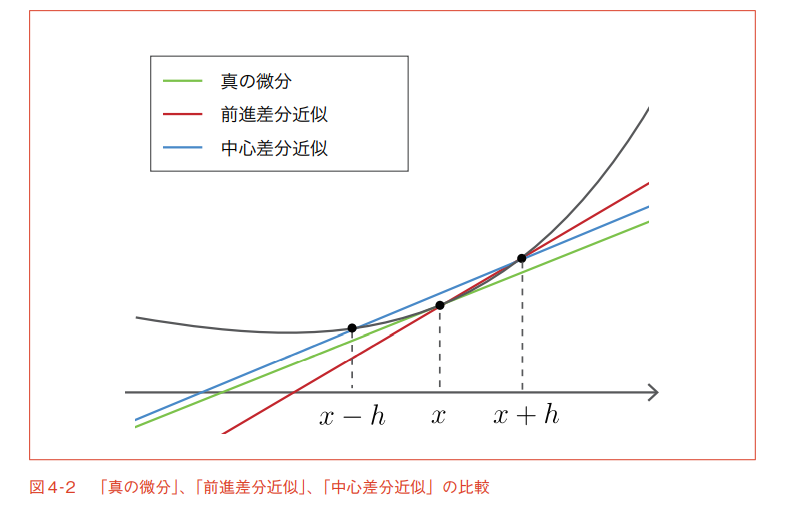 真の微分
前進差分近似
中心差分近似
x − h
x
x + h
図4-2 「真の微分」、「前進差分近似」、「中心差分近似」の比較